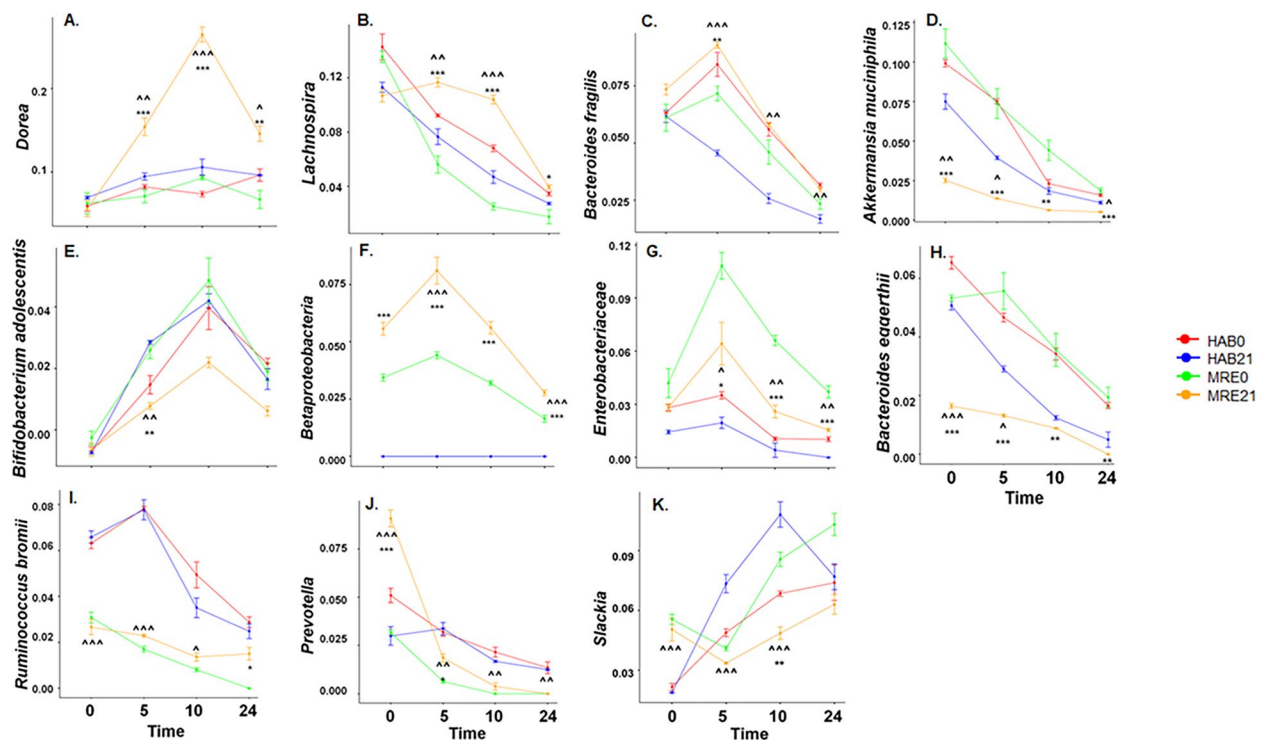 A.
Dorea
0.2
0.1
^^
***
^^^
***
^
**
B.
Lachnospira
0.12
0.08
0.04
^^
***
^^^
***
*
C.
Bacteroides fragilis
0.075
0.050
0.025
^^^
**
^^
^^
D.
Akkermansia muciniphila
0.125
0.100
0.075
0.050
0.025
0.000
^^
***
^
***
**
^
***
E.
Bifidobacterium adolescentis
0.04
0.02
0.00
^^
**
F.
Betaproteobacteria
0.075
0.050
0.025
0.000
***
^^^
***
***
^^^
***
G.
Enterobacteriaceae
0.12
0.09
0.06
0.03
0.00
^
*
^^
***
^^
***
H.
Bacteroides eggerthii
0.06
0.04
0.02
0.00
^^^
***
^
***
**
**
0 5 10 24
Time
HAB0
HAB21
MRE0
MRE21
I.
Ruminococcus bromii
0.08
0.06
0.04
0.02
0.00
^^^
^^^
^
*
0 5 10 24
Time
J.
Prevotella
0.075
0.050
0.025
0.000
^^^
***
^^
*
^^
^^
0 5 10 24
Time
K.
Slackia
0.09
0.06
0.03
^^^
^^^
^^^
**
0 5 10 24
Time